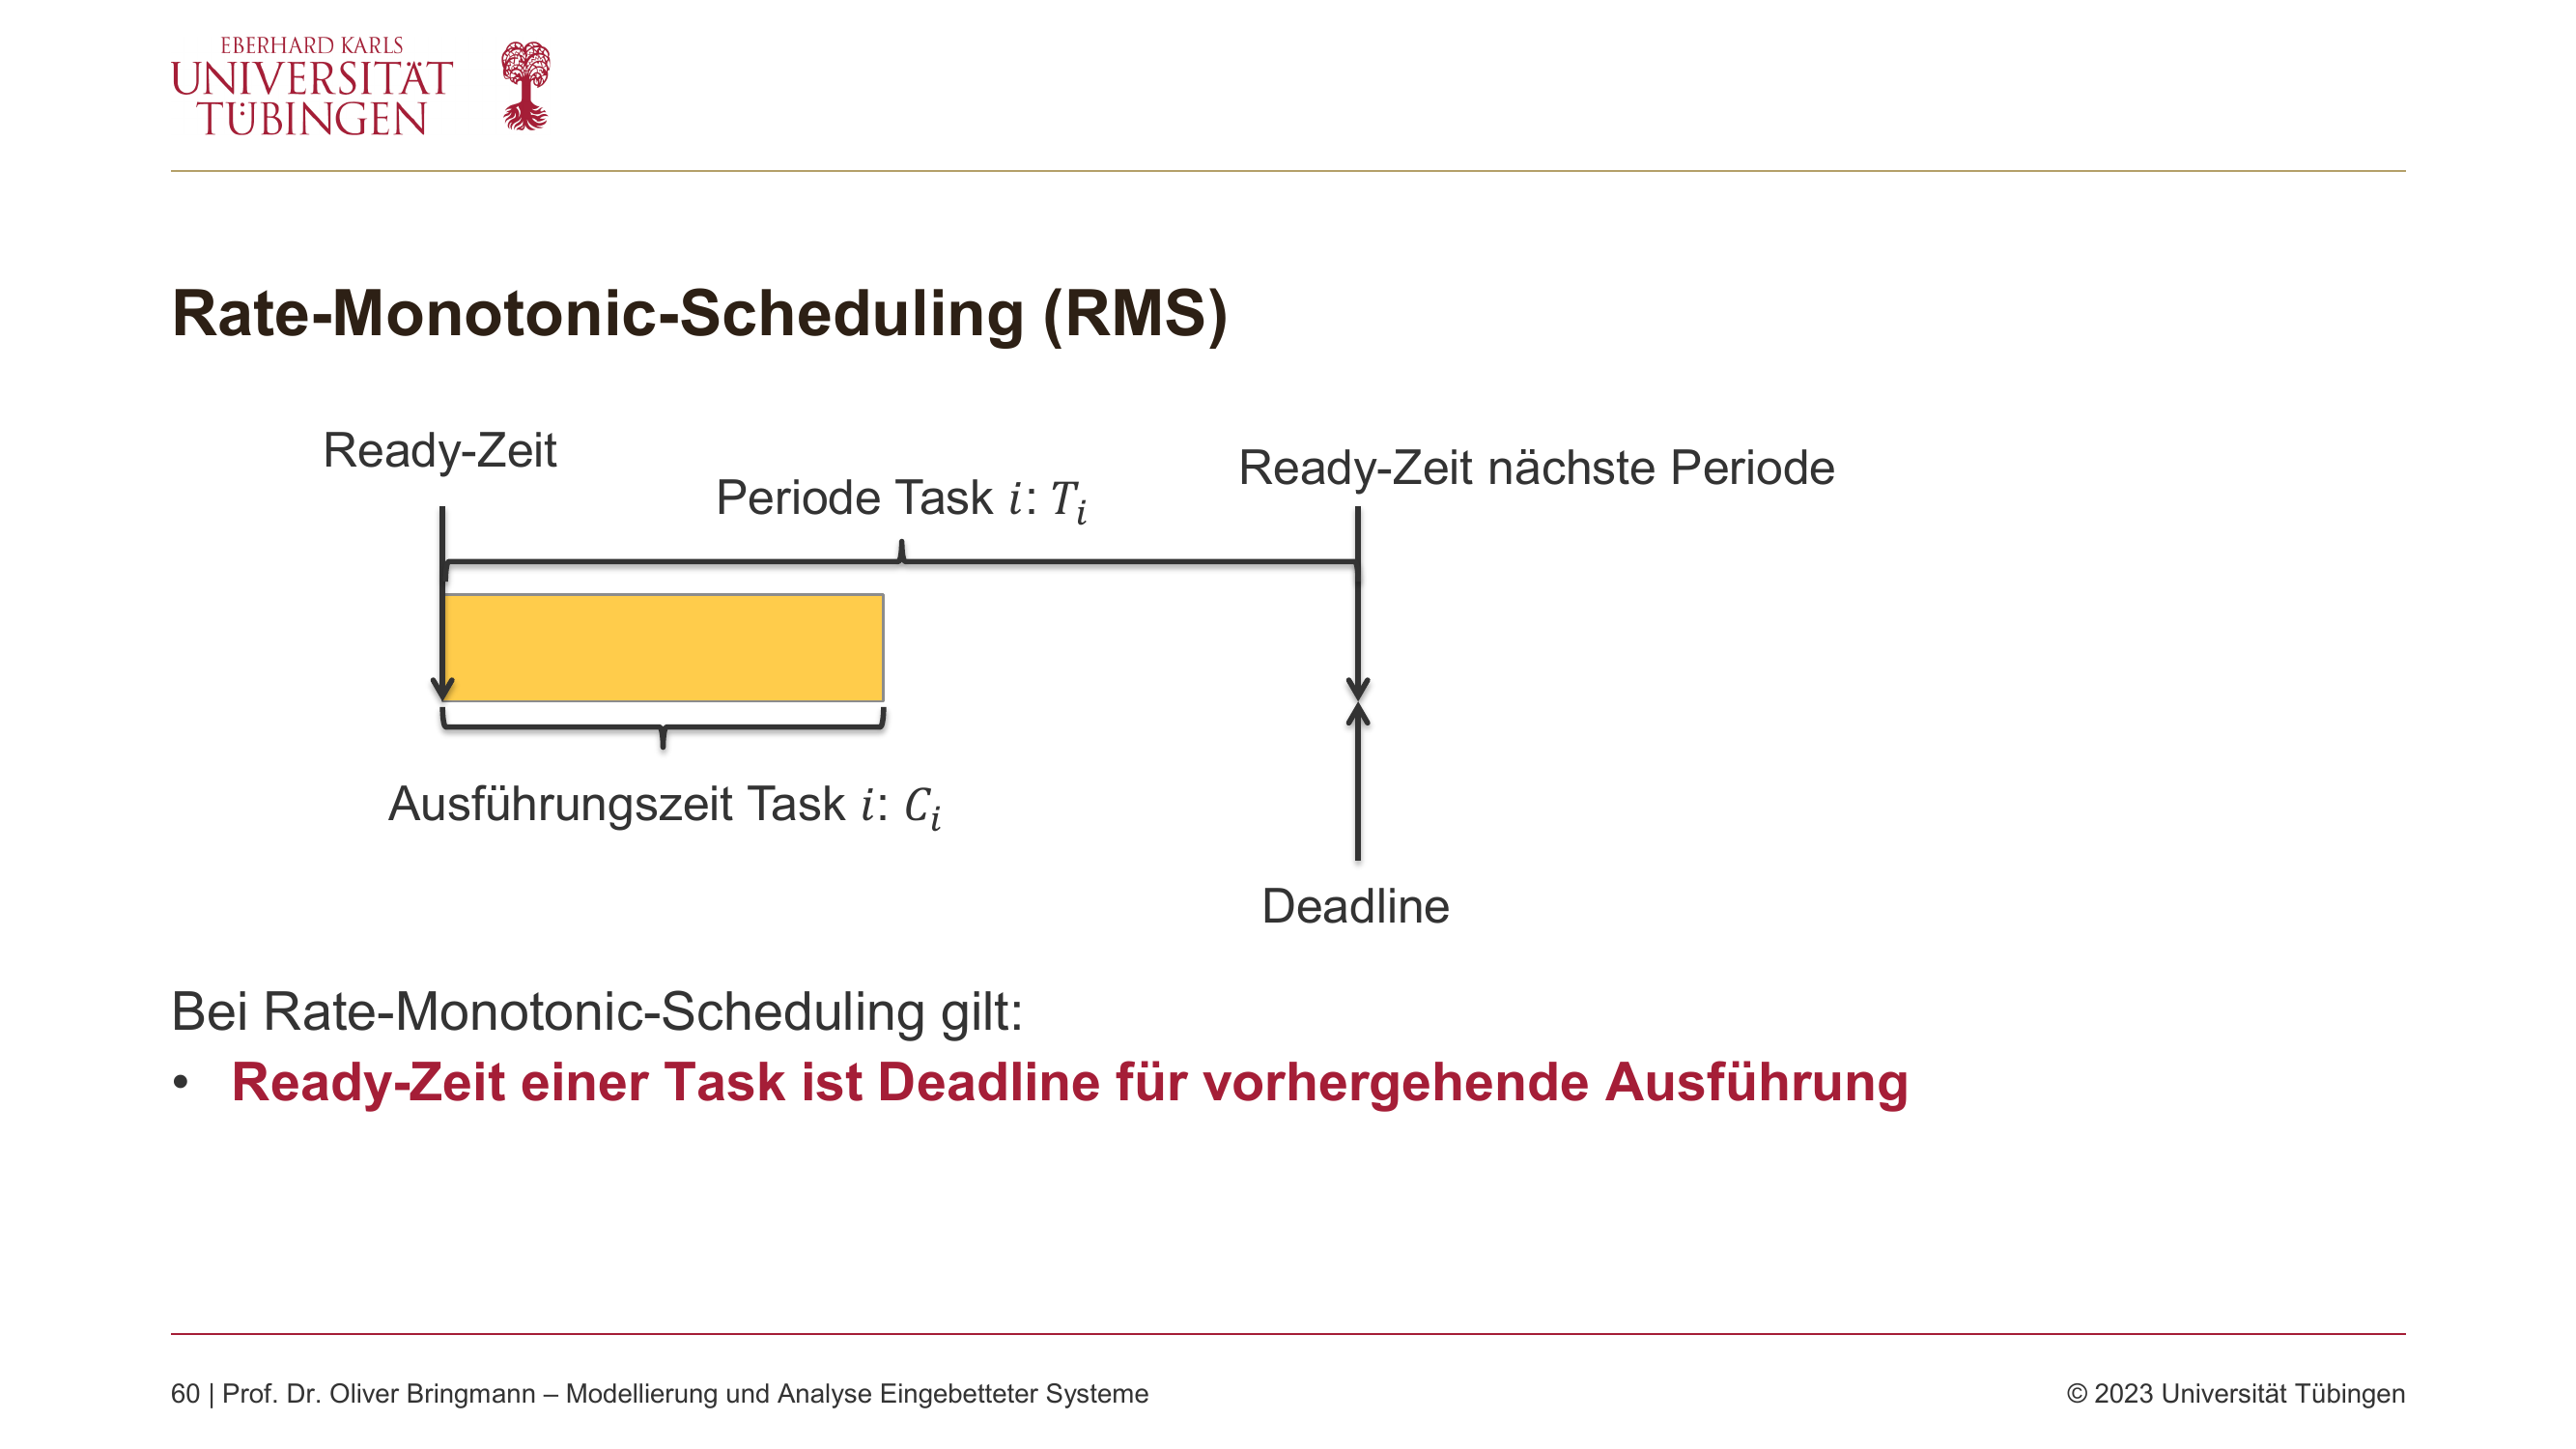 EBERHARD KARLS
UNIVERSITÄT
TÜBINGEN
Rate-Monotonic-Scheduling (RMS)
Ready-Zeit
Ready-Zeit nächste Periode
Periode Task i: Tᵢ
Ausführungszeit Task i: Cᵢ
Deadline
Bei Rate-Monotonic-Scheduling gilt:
• Ready-Zeit einer Task ist Deadline für vorhergehende Ausführung
60 | Prof. Dr. Oliver Bringmann – Modellierung und Analyse Eingebetteter Systeme
© 2023 Universität Tübingen